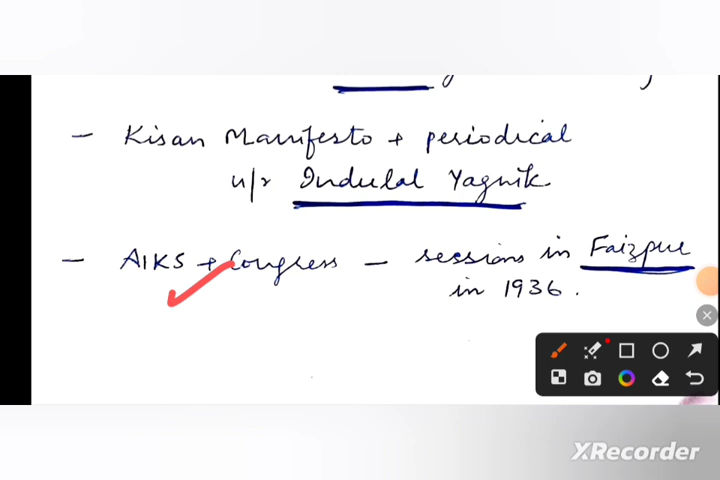 - Kisan Manifesto + periodical
u/r Indulal Yagnik
- AIKS + Congress - sessions in Faizpur
in 1936.
XRecorder